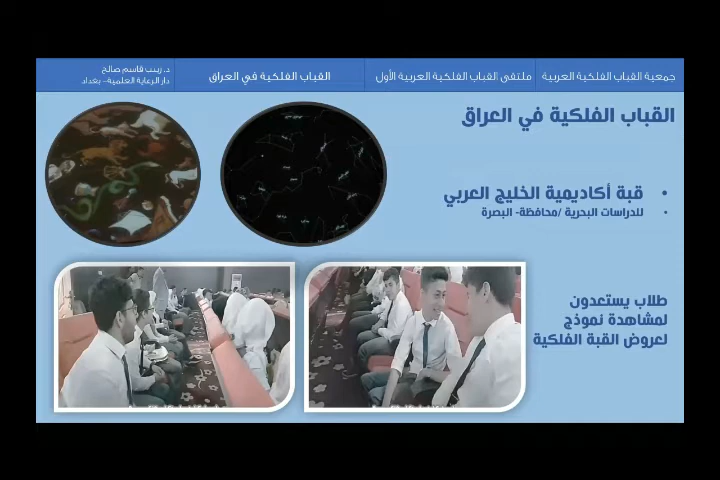 جمعية القباب الفلكية العربية
ملتقى القباب الفلكية العربية الأول
القباب الفلكية في العراق
د. زينب قاسم صالح
دار الرعاية العلمية- بغداد
القباب الفلكية في العراق
• قبة أكاديمية الخليج العربي
• للدراسات البحرية /محافظة- البصرة
طلاب يستعدون
لمشاهدة نموذج
لعروض القبة الفلكية